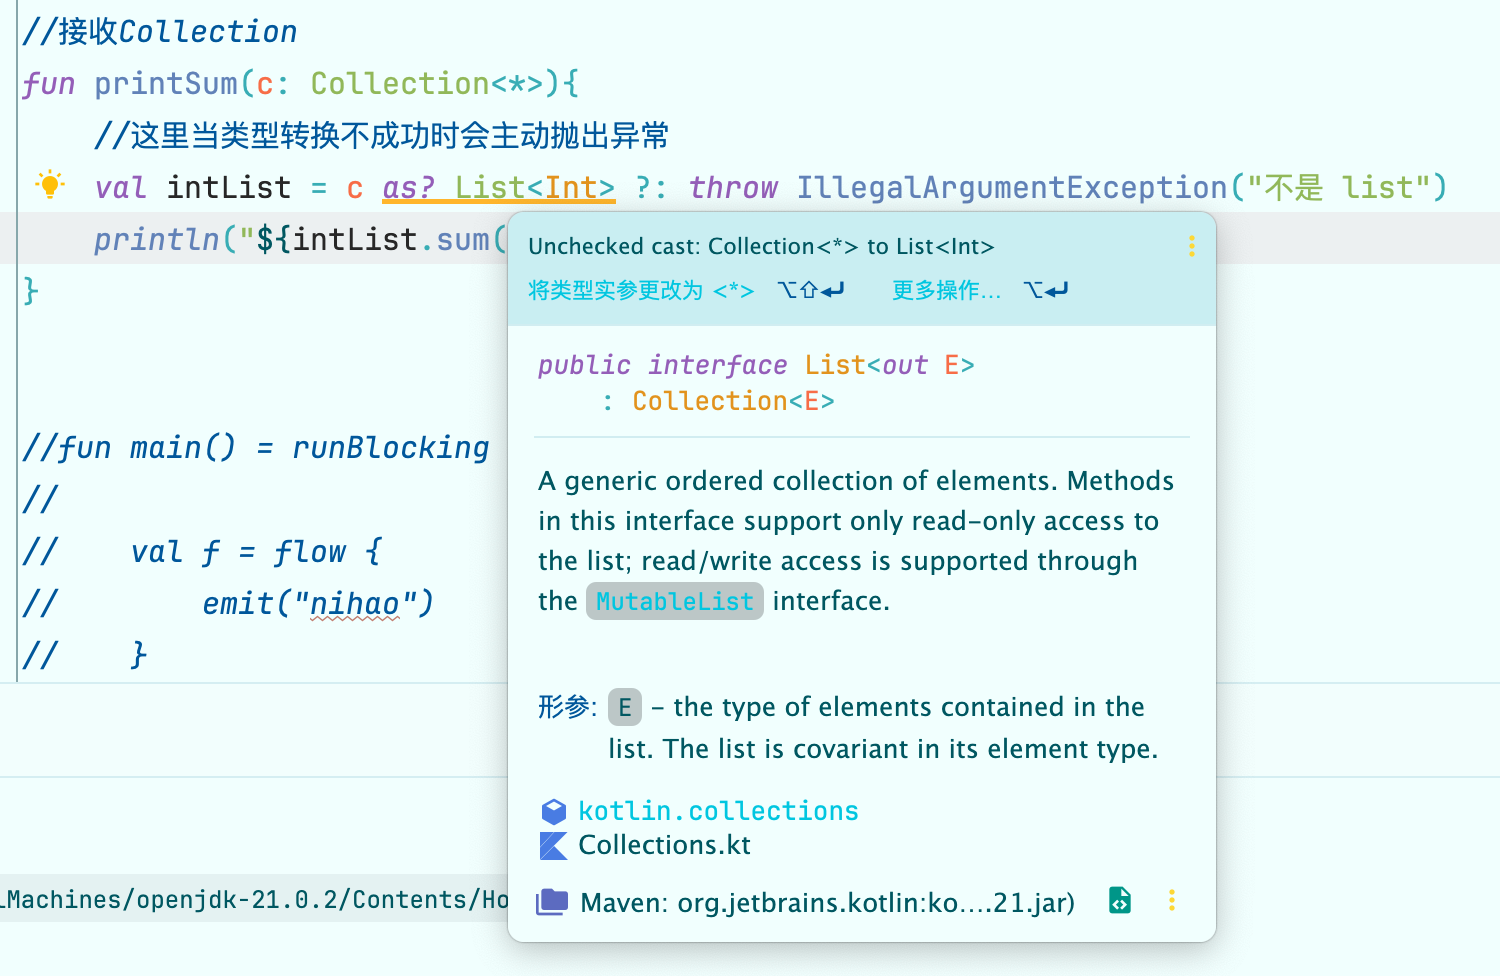 //接收Collection
fun printSum(c: Collection<*>){
//这里当类型转换不成功时会主动抛出异常
val intList = c as? List<Int> ?: throw IllegalArgumentException("不是 list")
println("${intList.sum(
}
Unchecked cast: Collection<*> to List<Int>
将类型实参更改为 <*> ⌥⇧↩ 更多操作... ⌥↩
public interface List<out E>
: Collection<E>
A generic ordered collection of elements. Methods
in this interface support only read-only access to
the list; read/write access is supported through
the MutableList interface.
形参: E – the type of elements contained in the
list. The list is covariant in its element type.
kotlin.collections
Collections.kt
Maven: org.jetbrains.kotlin:ko....21.jar)
//fun main() = runBlocking
//
// val f = flow {
// emit("nihao")
// }
Machines/openjdk-21.0.2/Contents/Ho